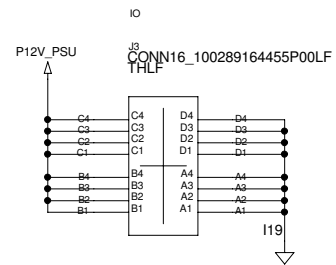 IO
P12V_PSU
J3
CONN16_100289164455P00LF
THLF
C4 C4 D4 D4
C3 C3 D3 D3
C2 C2 D2 D2
C1 C1 D1 D1
B4 B4 A4 A4
B3 B3 A3 A3
B2 B2 A2 A2
B1 B1 A1 A1
I19